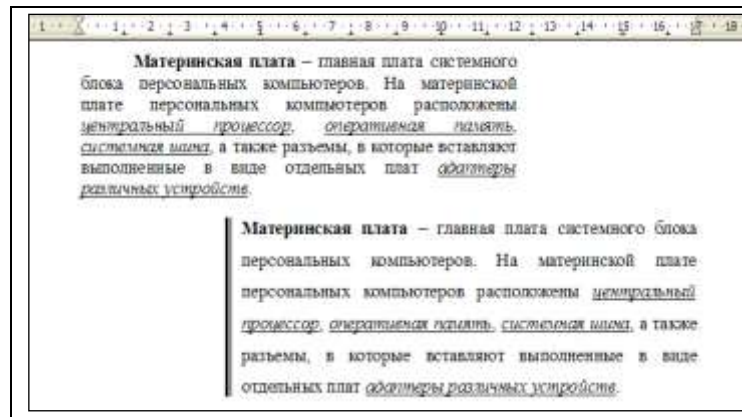 1 · 1 · 2 · 3 · 4 · 5 · 6 · 7 · 8 · 9 · 10 · 11 · 12 · 13 · 14 · 15 · 16 · 17 · 18
Материнская плата – главная плата системного
блока персональных компьютеров. На материнской
плате персональных компьютеров расположены
центральный процессор, оперативная память,
системная шина, а также разъемы, в которые вставляют
выполненные в виде отдельных плат адаптеры
различных устройств.
Материнская плата – главная плата системного блока
персональных компьютеров. На материнской плате
персональных компьютеров расположены центральный
процессор, оперативная память, системная шина, а также
разъемы, в которые вставляют выполненные в виде
отдельных плат адаптеры различных устройств.